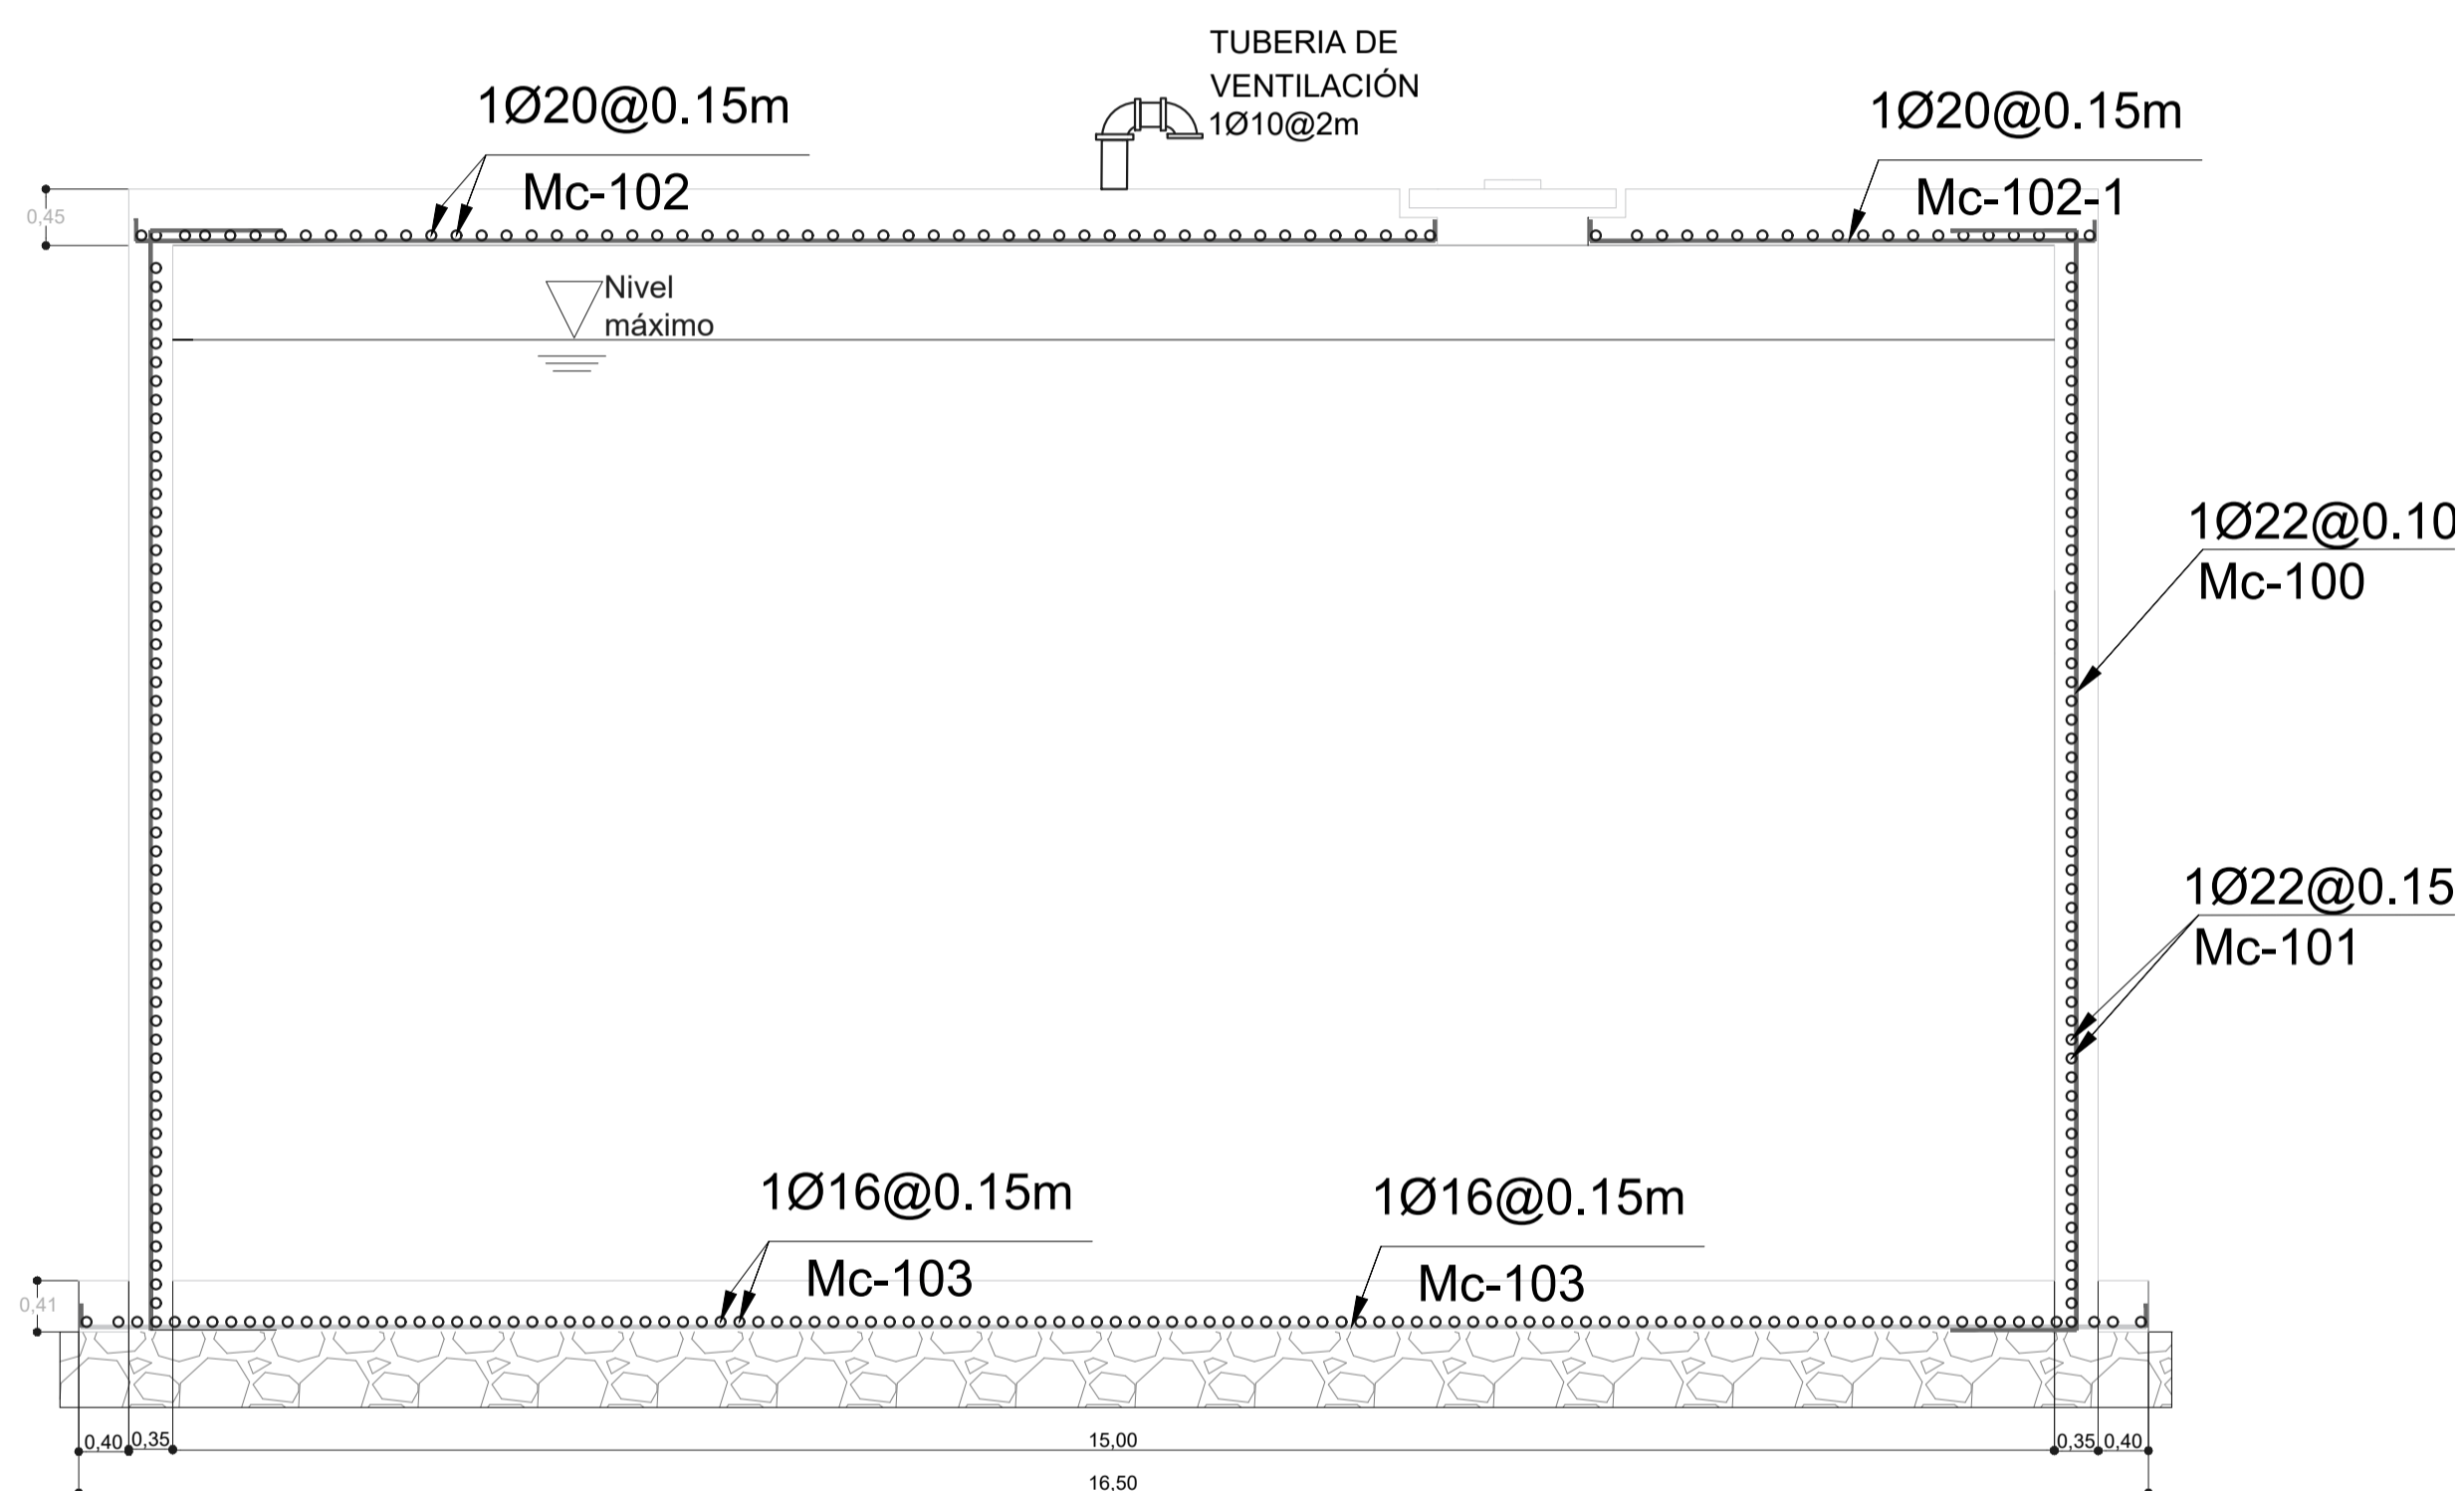 TUBERIA DE
VENTILACIÓN
1Ø10@2m
1Ø20@0.15m
Mc-102
1Ø20@0.15m
Mc-102-1
0,45
Nivel
máximo
1Ø22@0.10
Mc-100
1Ø22@0.15
Mc-101
1Ø16@0.15m
Mc-103
1Ø16@0.15m
Mc-103
0,41
0,40
0,35
15,00
0,35
0,40
16,50